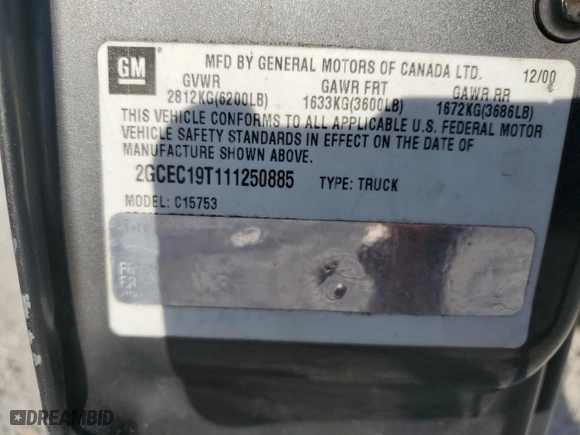 GM
MFD BY GENERAL MOTORS OF CANADA LTD. 12/00
GVWR GAWR FRT GAWR RR
2812KG(6200LB) 1633KG(3600LB) 1672KG(3686LB)
THIS VEHICLE CONFORMS TO ALL APPLICABLE U.S. FEDERAL MOTOR
VEHICLE SAFETY STANDARDS IN EFFECT ON THE DATE OF
MANUFACTURE SHOWN ABOVE.
2GCEC19T111250885 TYPE: TRUCK
MODEL: C15753
DREAMBID